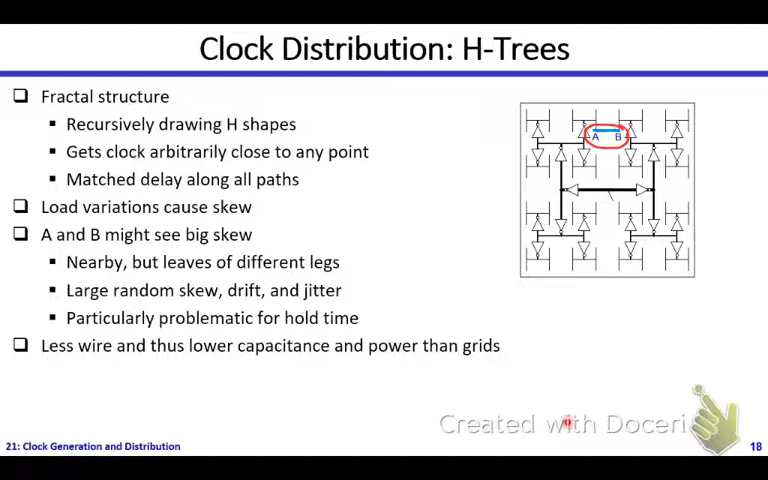 Clock Distribution: H-Trees
Fractal structure
Recursively drawing H shapes
Gets clock arbitrarily close to any point
Matched delay along all paths
Load variations cause skew
A and B might see big skew
Nearby, but leaves of different legs
Large random skew, drift, and jitter
Particularly problematic for hold time
Less wire and thus lower capacitance and power than grids
A B
Created with Doceri
21: Clock Generation and Distribution
18